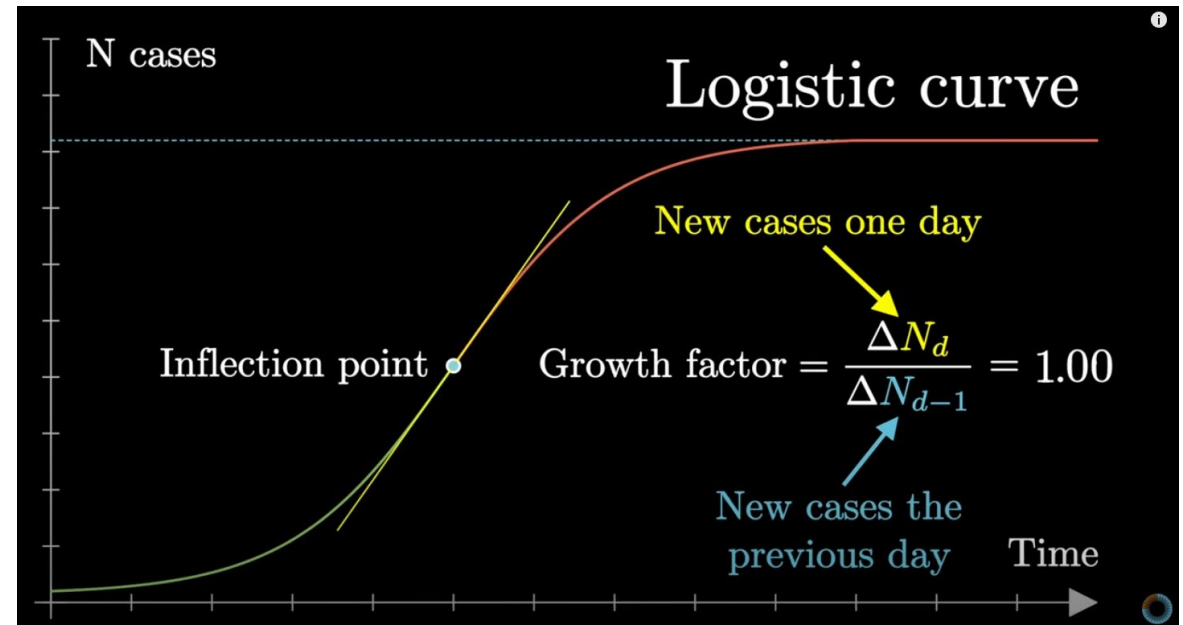 N cases
Logistic curve
New cases one day
Inflection point
Growth factor = ΔN_d / ΔN_{d−1} = 1.00
New cases the
previous day
Time